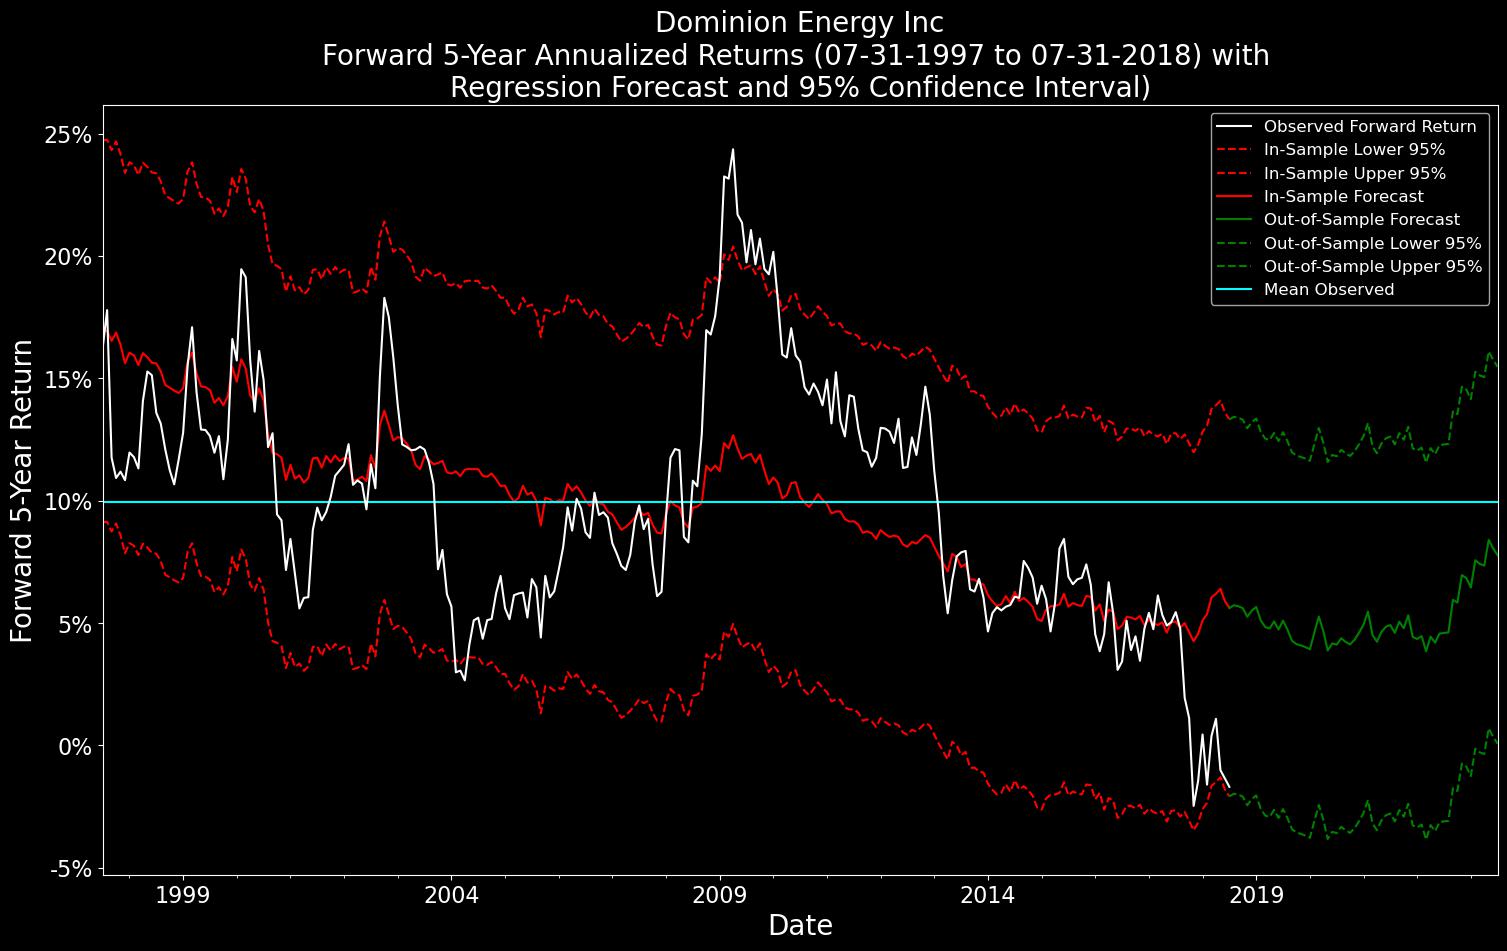 Dominion Energy Inc
Forward 5-Year Annualized Returns (07-31-1997 to 07-31-2018) with
Regression Forecast and 95% Confidence Interval)
25%
20%
15%
10%
5%
0%
-5%
Forward 5-Year Return
Observed Forward Return
In-Sample Lower 95%
In-Sample Upper 95%
In-Sample Forecast
Out-of-Sample Forecast
Out-of-Sample Lower 95%
Out-of-Sample Upper 95%
Mean Observed
1999 2004 2009 2014 2019
Date